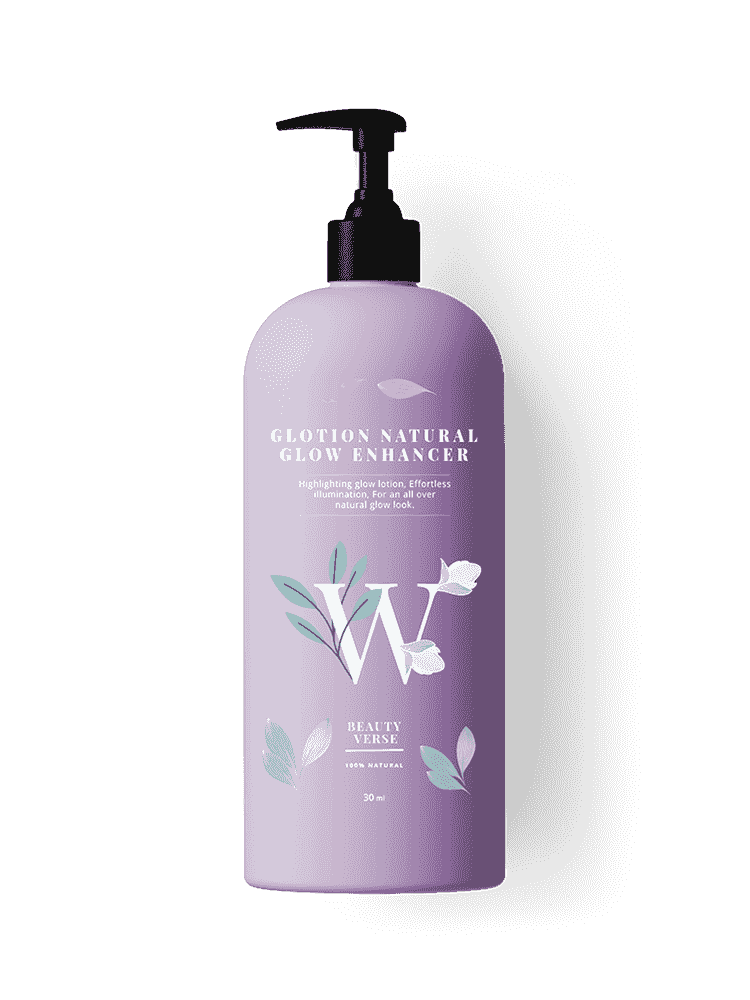 GLOTION NATURAL
GLOW ENHANCER
Highlighting glow lotion, Effortless
illumination, For an all over
natural glow look.
W
BEAUTY
VERSE
100% NATURAL
30 ml